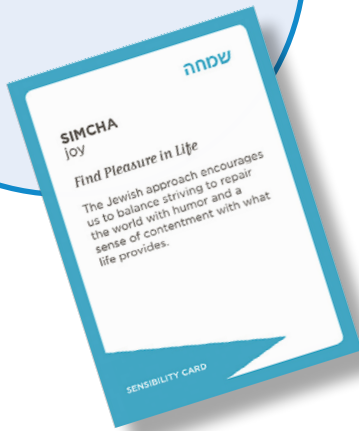 שמחה
SIMCHA
joy
Find Pleasure in Life
The Jewish approach encourages
us to balance striving to repair
the world with humor and a
sense of contentment with what
life provides.
SENSIBILITY CARD